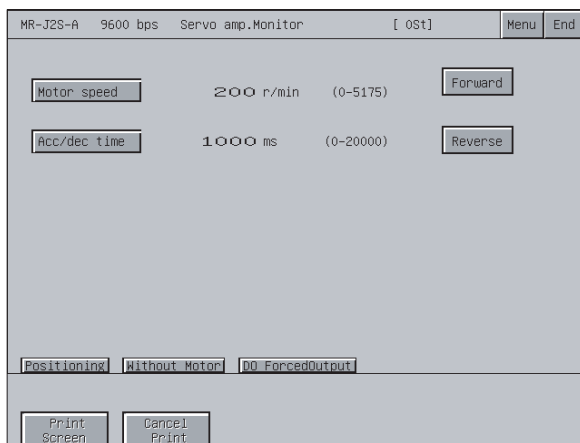 MR-J2S-A 9600 bps Servo amp.Monitor [ OSt] Menu End
Motor speed 200 r/min (0-5175) Forward
Acc/dec time 1000 ms (0-20000) Reverse
Positioning Without Motor DO ForcedOutput
Print Screen
Cancel Print